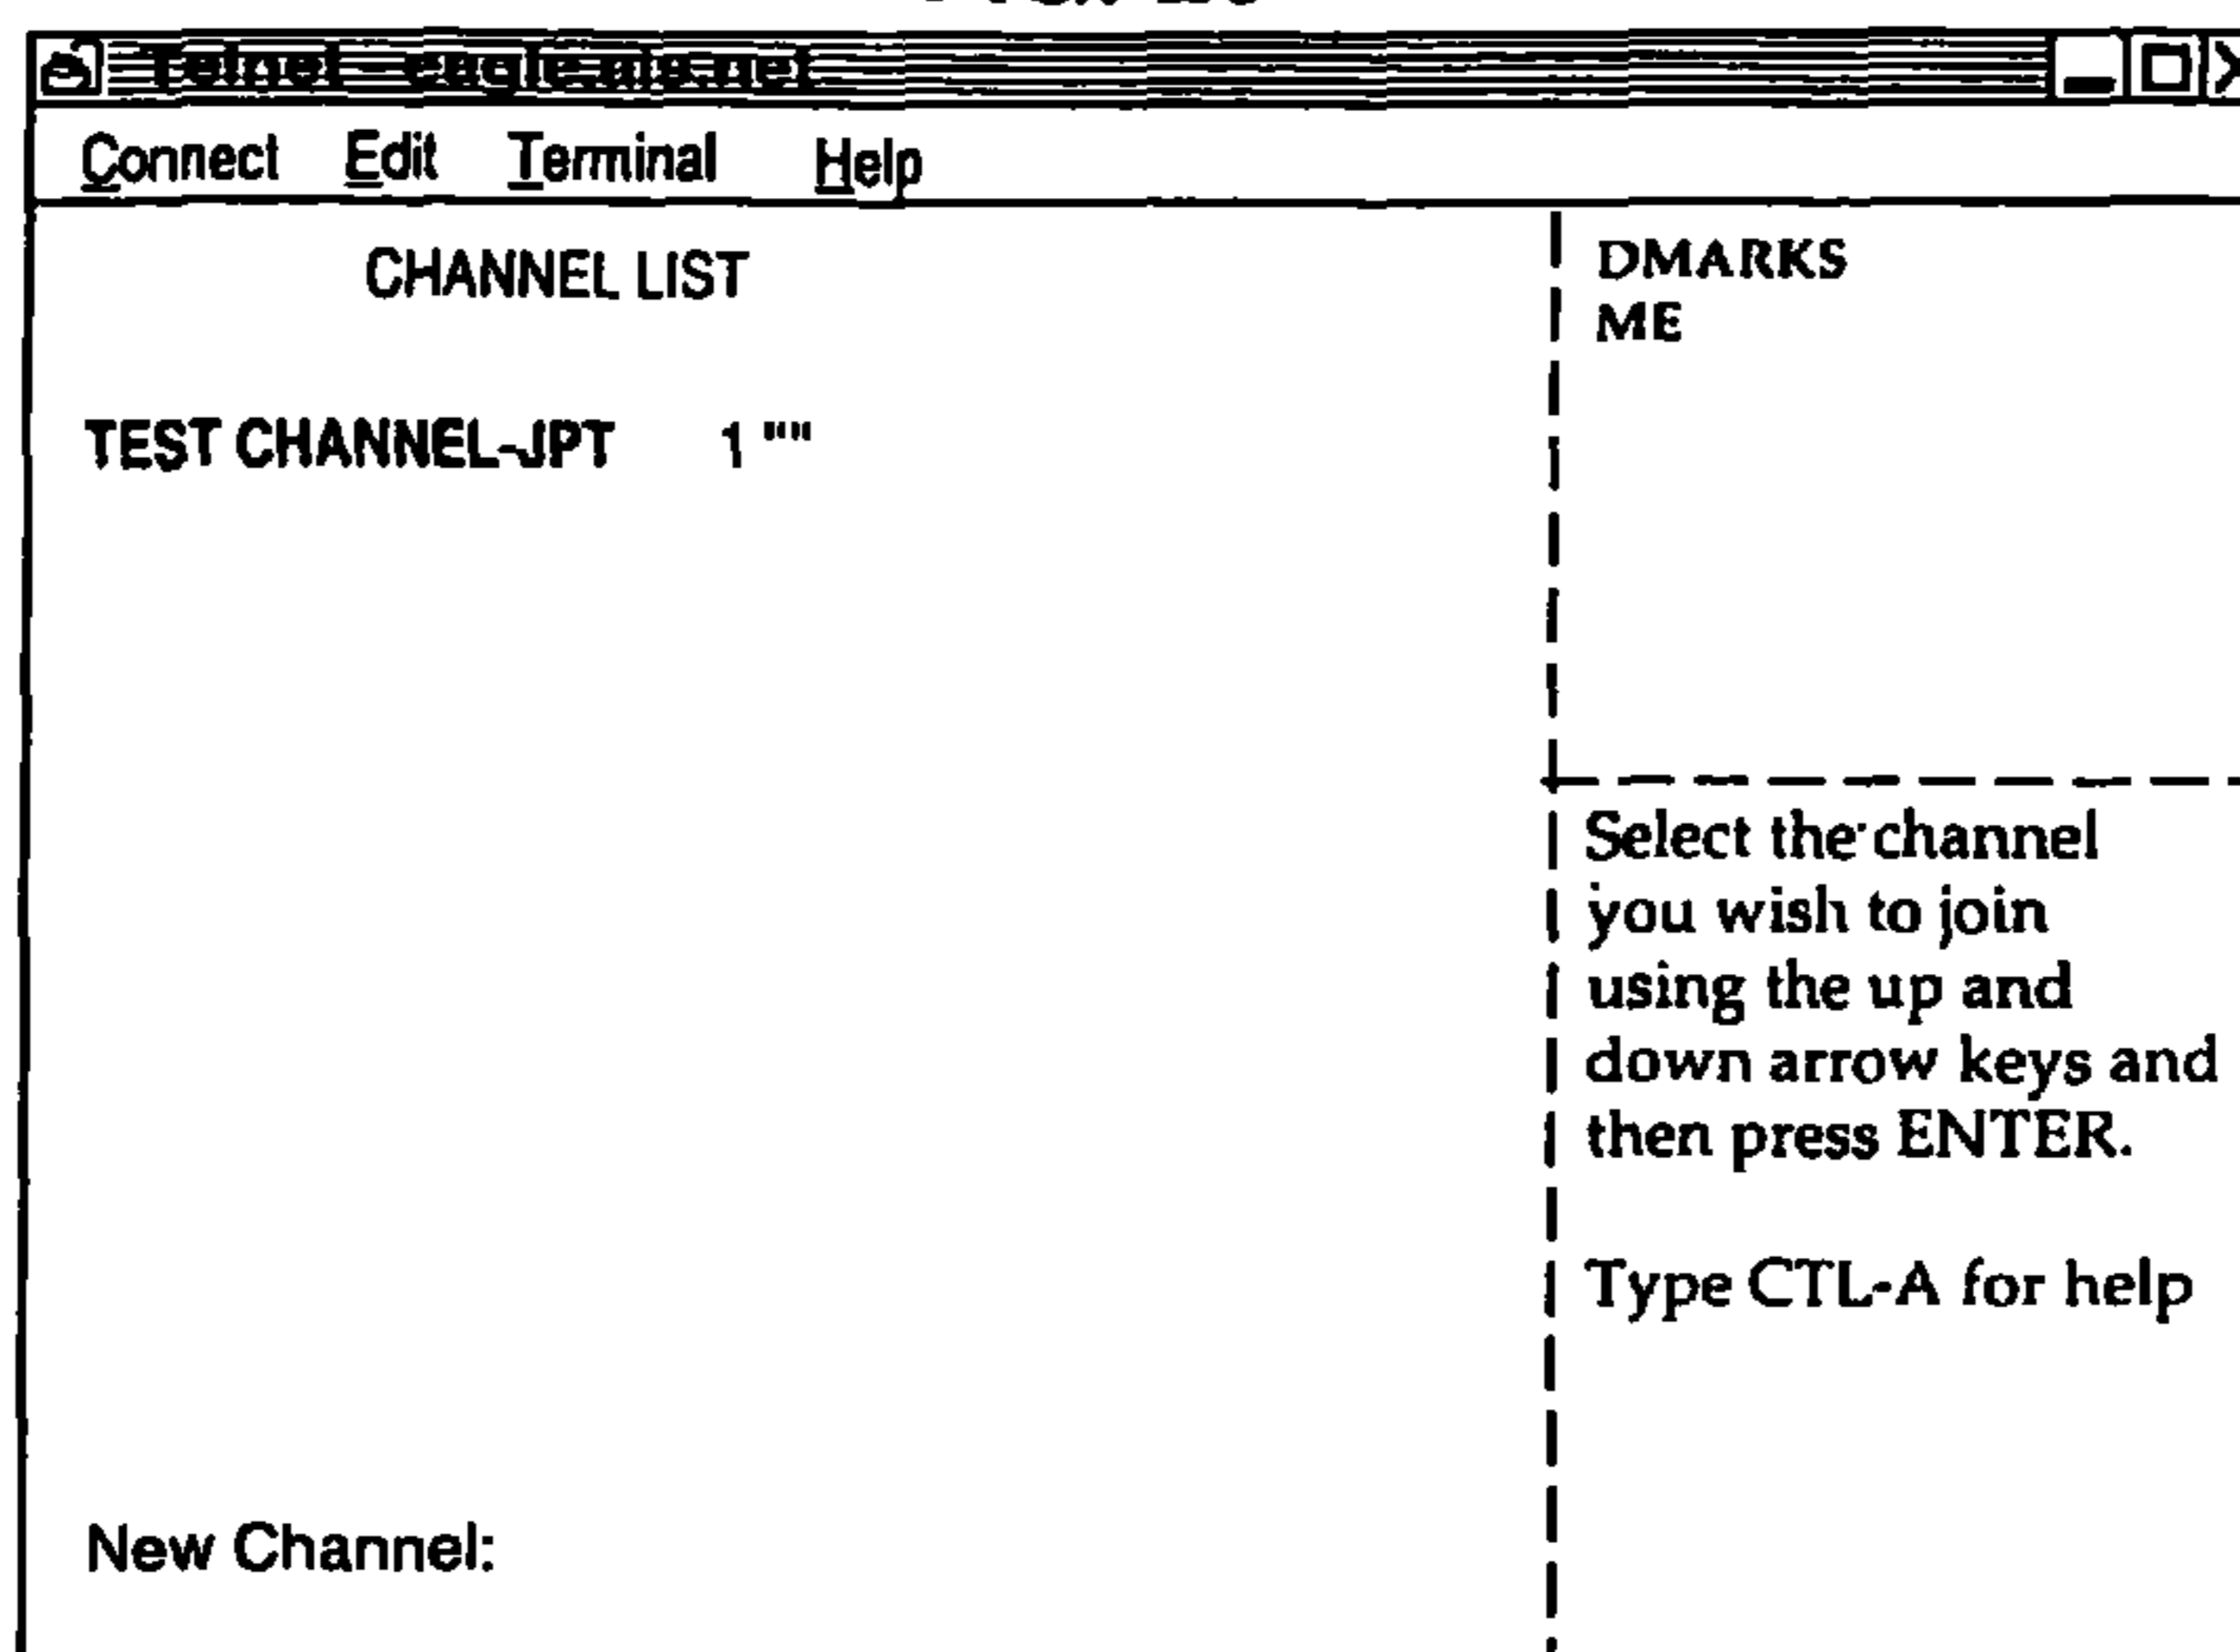 Telnet
Connect Edit Terminal Help
CHANNEL LIST
TEST CHANNEL-JPT 1 """
DMARKS
ME
Select the channel
you wish to join
using the up and
down arrow keys and
then press ENTER.
Type CTL-A for help
New Channel: